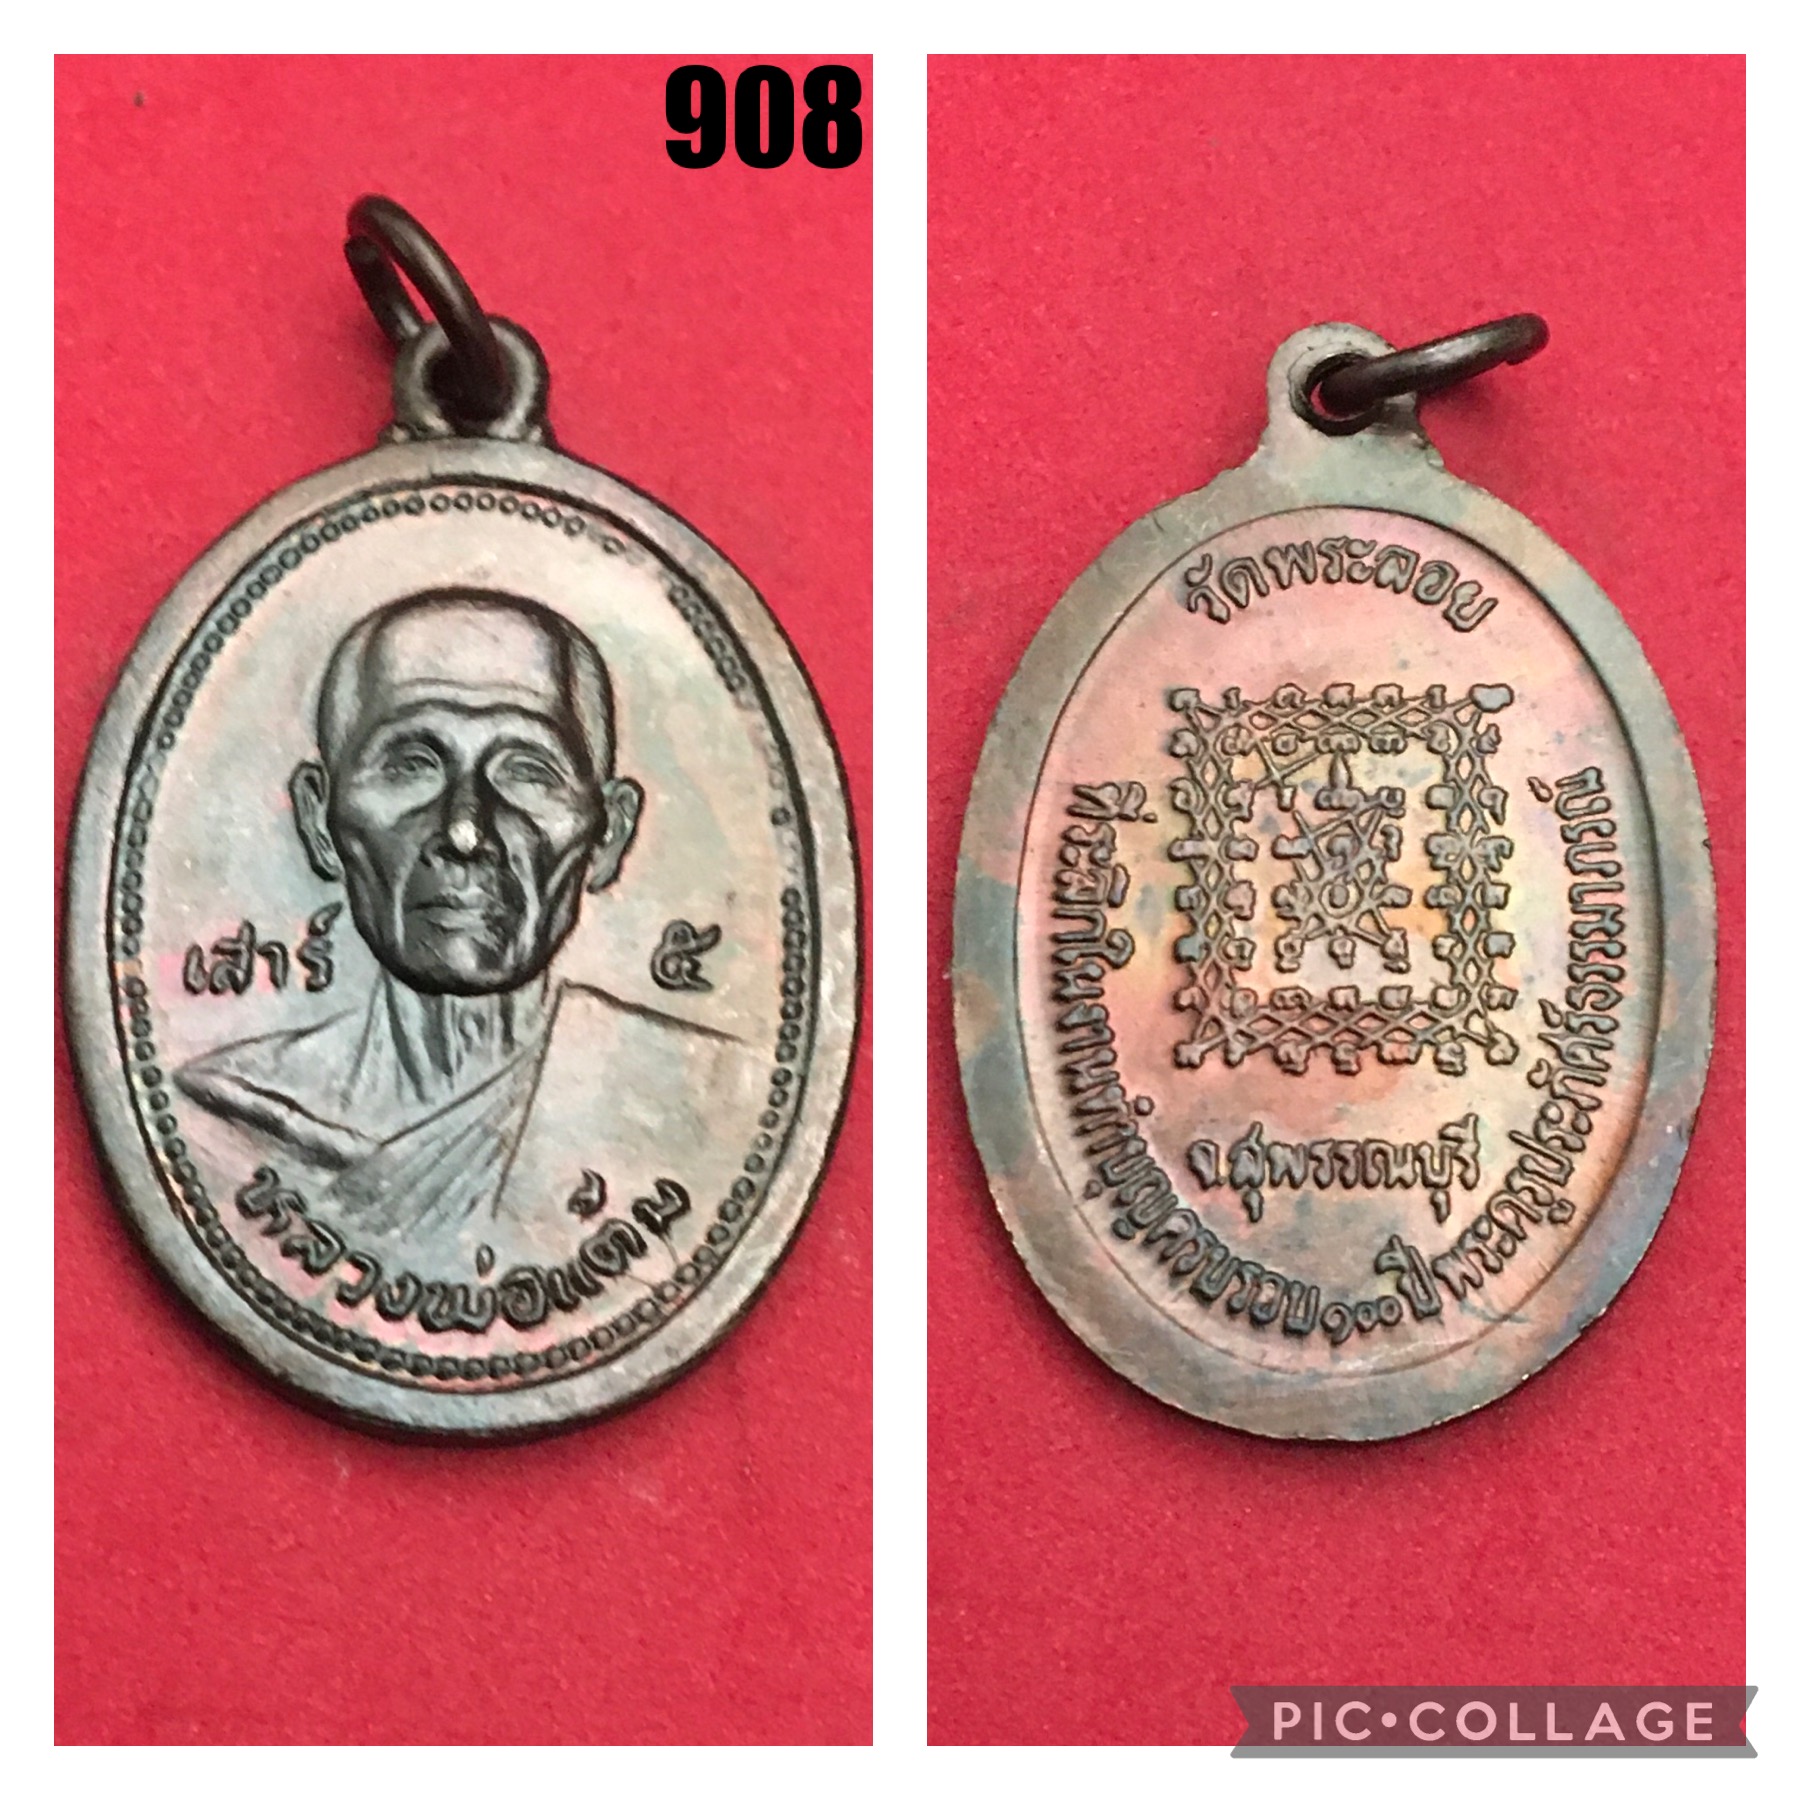 908
เสาร์ ๕
หลวงพ่อแต้ม
วัดพระลอย
จ.สุพรรณบุรี
ที่ระลึกในงานทำบุญครบรอบ ๑๐๐ ปี พระครูประภัศร์ธรรมาภรณ์
PIC•COLLAGE